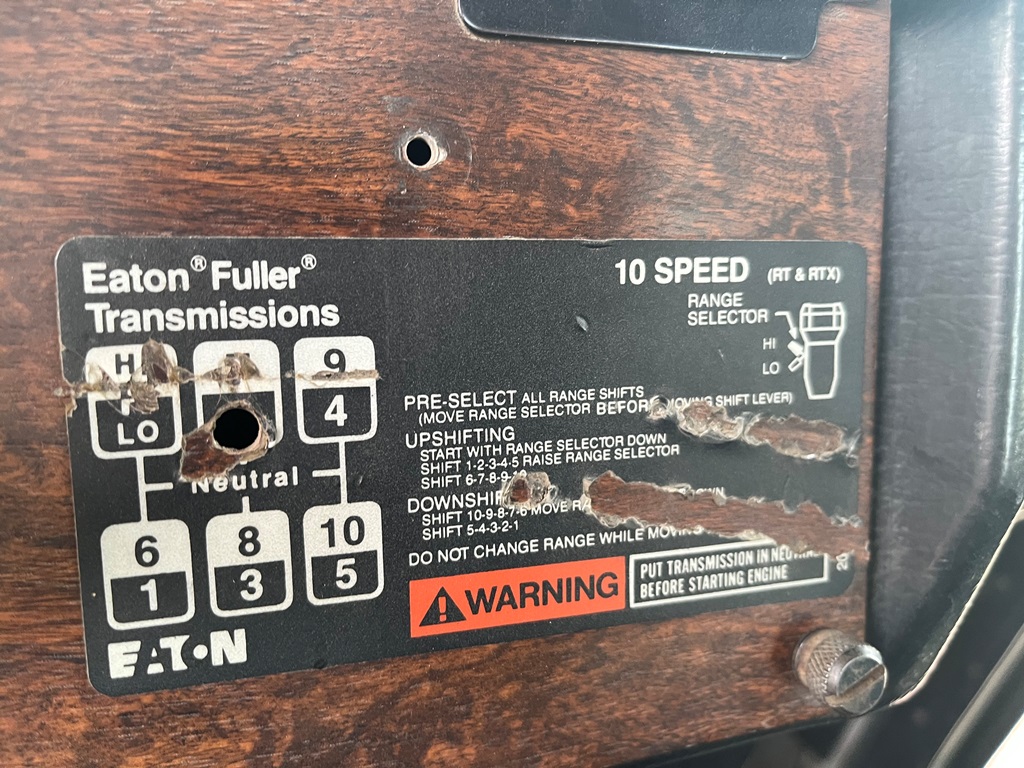 Eaton® Fuller®
Transmissions
10 SPEED (RT & RTX)
RANGE
SELECTOR
HI
LO
9
4
LO
Neutral
6
1
8
3
10
5
PRE-SELECT ALL RANGE SHIFTS
(MOVE RANGE SELECTOR BEFORE MOVING SHIFT LEVER)
UPSHIFTING
START WITH RANGE SELECTOR DOWN
SHIFT 1-2-3-4-5 RAISE RANGE SELECTOR
SHIFT 6-7-8-9-
SHIFT 10-9-8-7-6 MOVE
SHIFT 5-4-3-2-1
DO NOT CHANGE RANGE WHILE
WARNING
PUT TRANSMISSION IN
BEFORE STARTING ENGINE
EATON